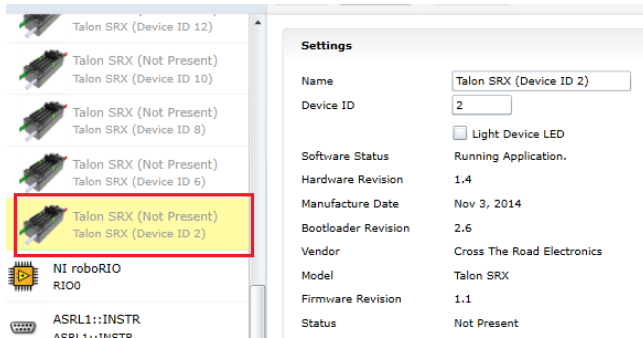 Talon SRX (Device ID 12)
Talon SRX (Not Present)
Talon SRX (Device ID 10)
Talon SRX (Not Present)
Talon SRX (Device ID 8)
Talon SRX (Not Present)
Talon SRX (Device ID 6)
Talon SRX (Not Present)
Talon SRX (Device ID 2)
NI roboRIO
RIO0
ASRL1::INSTR
ASRL1::INSTR
Settings
Name Talon SRX (Device ID 2)
Device ID 2
Light Device LED
Software Status Running Application.
Hardware Revision 1.4
Manufacture Date Nov 3, 2014
Bootloader Revision 2.6
Vendor Cross The Road Electronics
Model Talon SRX
Firmware Revision 1.1
Status Not Present